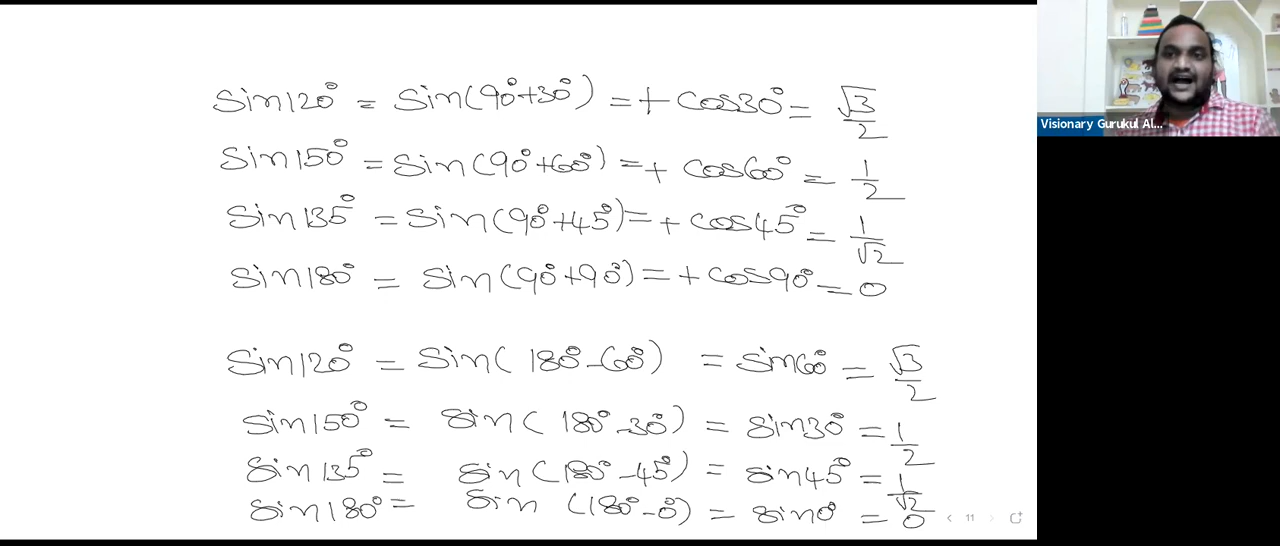 sin120° = sin(90°+30°) = + cos30° = √3/2
sin150° = sin(90°+60°) = + cos60° = 1/2
sin135° = sin(90°+45°) = + cos45° = 1/√2
sin180° = sin(90°+90°) = + cos90° = 0
sin120° = sin(180°-60°) = sin60° = √3/2
sin150° = sin(180°-30°) = sin30° = 1/2
sin135° = sin(180°-45°) = sin45° = 1/√2
sin180° = sin(180°-0°) = sin0° = 0
11
Visionary Gurukul Al...